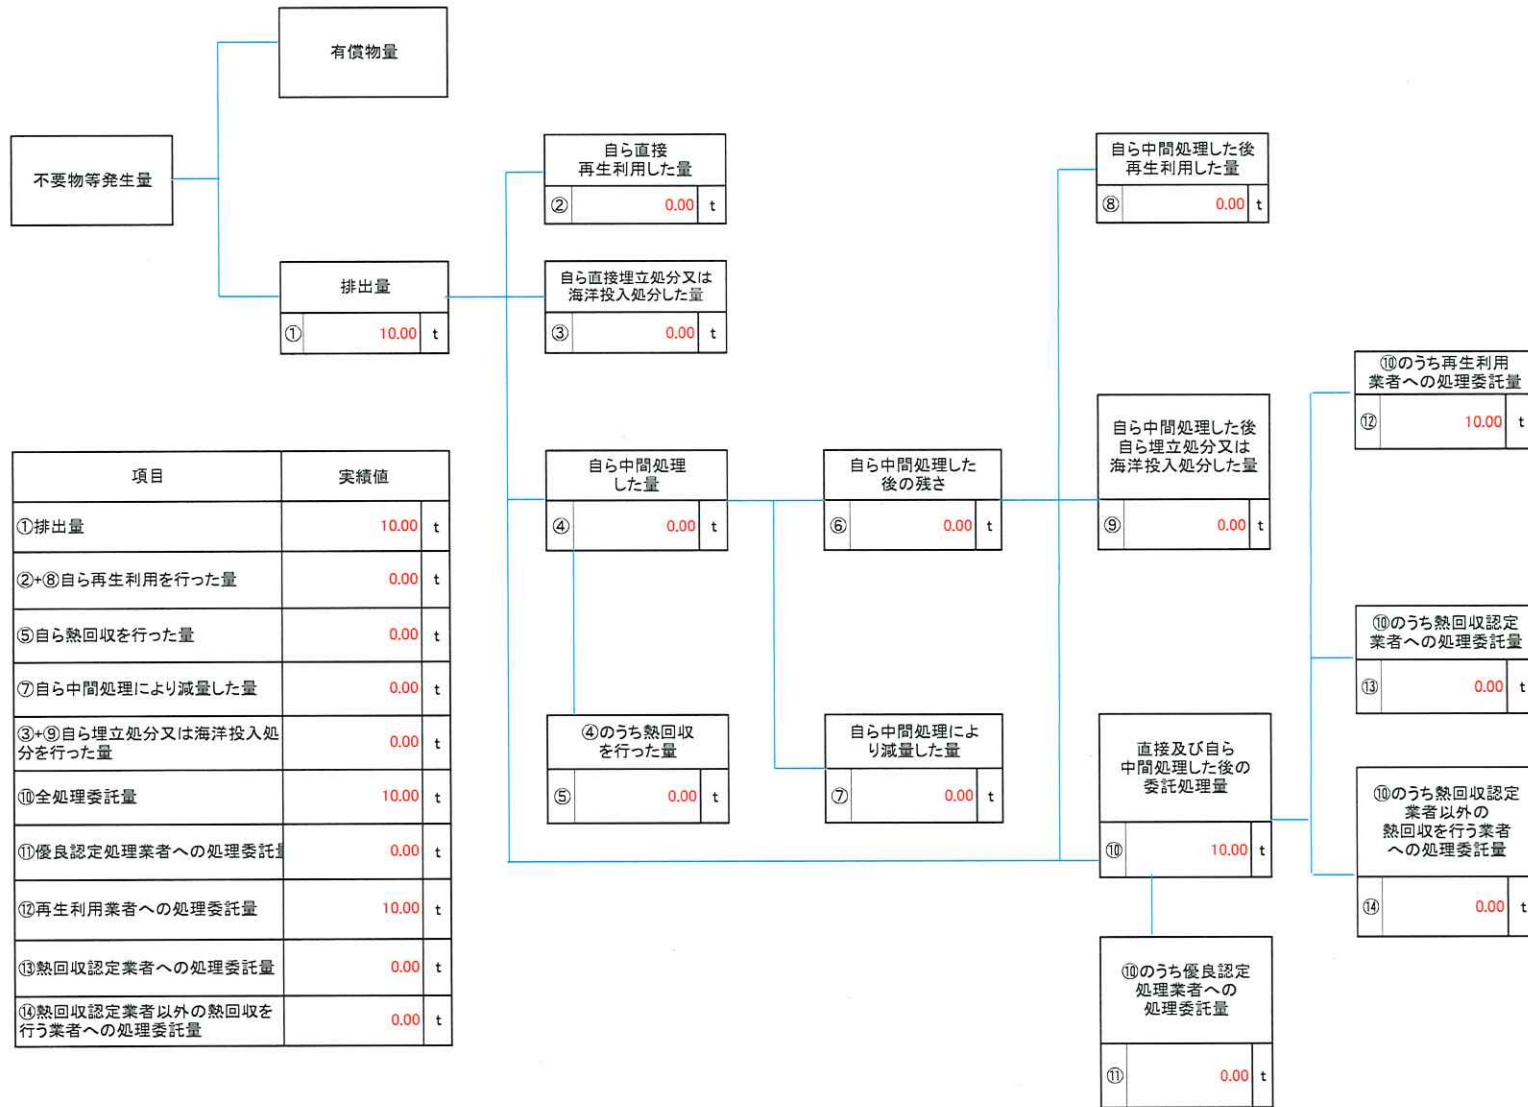 有償物量
不要物等発生量
排出量
① 10.00 t
自ら直接
再生利用した量
② 0.00 t
自ら直接埋立処分又は
海洋投入処分した量
③ 0.00 t
自ら中間処理
した量
④ 0.00 t
④のうち熱回収
を行った量
⑤ 0.00 t
自ら中間処理した
後の残さ
⑥ 0.00 t
自ら中間処理によ
り減量した量
⑦ 0.00 t
自ら中間処理した後
再生利用した量
⑧ 0.00 t
自ら中間処理した後
自ら埋立処分又は
海洋投入処分した量
⑨ 0.00 t
直接及び自ら
中間処理した後の
委託処理量
⑩ 10.00 t
⑩のうち優良認定
処理業者への
処理委託量
⑪ 0.00 t
⑩のうち再生利用
業者への処理委託量
⑫ 10.00 t
⑩のうち熱回収認定
業者への処理委託量
⑬ 0.00 t
⑩のうち熱回収認定
業者以外の
熱回収を行う業者
への処理委託量
⑭ 0.00 t
項目 実績値
①排出量 10.00 t
②+⑧自ら再生利用を行った量 0.00 t
⑤自ら熱回収を行った量 0.00 t
⑦自ら中間処理により減量した量 0.00 t
③+⑨自ら埋立処分又は海洋投入処
分を行った量 0.00 t
⑩全処理委託量 10.00 t
⑪優良認定処理業者への処理委託 0.00 t
⑫再生利用業者への処理委託量 10.00 t
⑬熱回収認定業者への処理委託量 0.00 t
⑭熱回収認定業者以外の熱回収を
行う業者への処理委託量 0.00 t